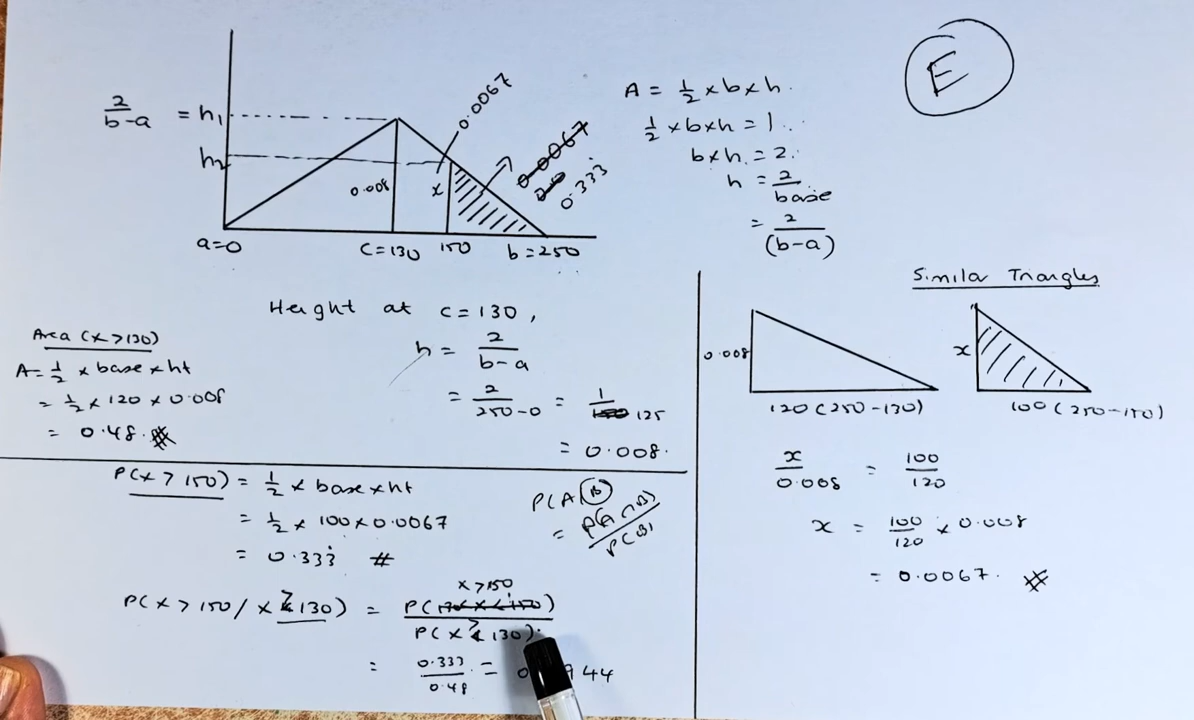 E
2/(b-a) = h₁
h₂
0.0067
0.008
x
0.333̇
a=0
c=130
150
b=250
A = ½ × b × h.
½ × b × h = 1.
b × h = 2.
h = 2/base
= 2/(b-a)
Height at c = 130,
h = 2/(b-a)
= 2/(250-0) = 1/125
= 0.008.
Area (x > 130)
A = ½ × base × ht
= ½ × 120 × 0.008
= 0.48. #
P(x > 150) = ½ × base × ht
= ½ × 100 × 0.0067
= 0.333̇ #
P(A/B)
= P(A∩B)/P(B)
P(x > 150 / x > 130) = P(x > 150)/P(x > 130)
= 0.333/0.48 =
44
Similar Triangles
0.008
120 (250-130)
x
100 (250-150)
x/0.008 = 100/120
x = 100/120 × 0.008
= 0.0067. #